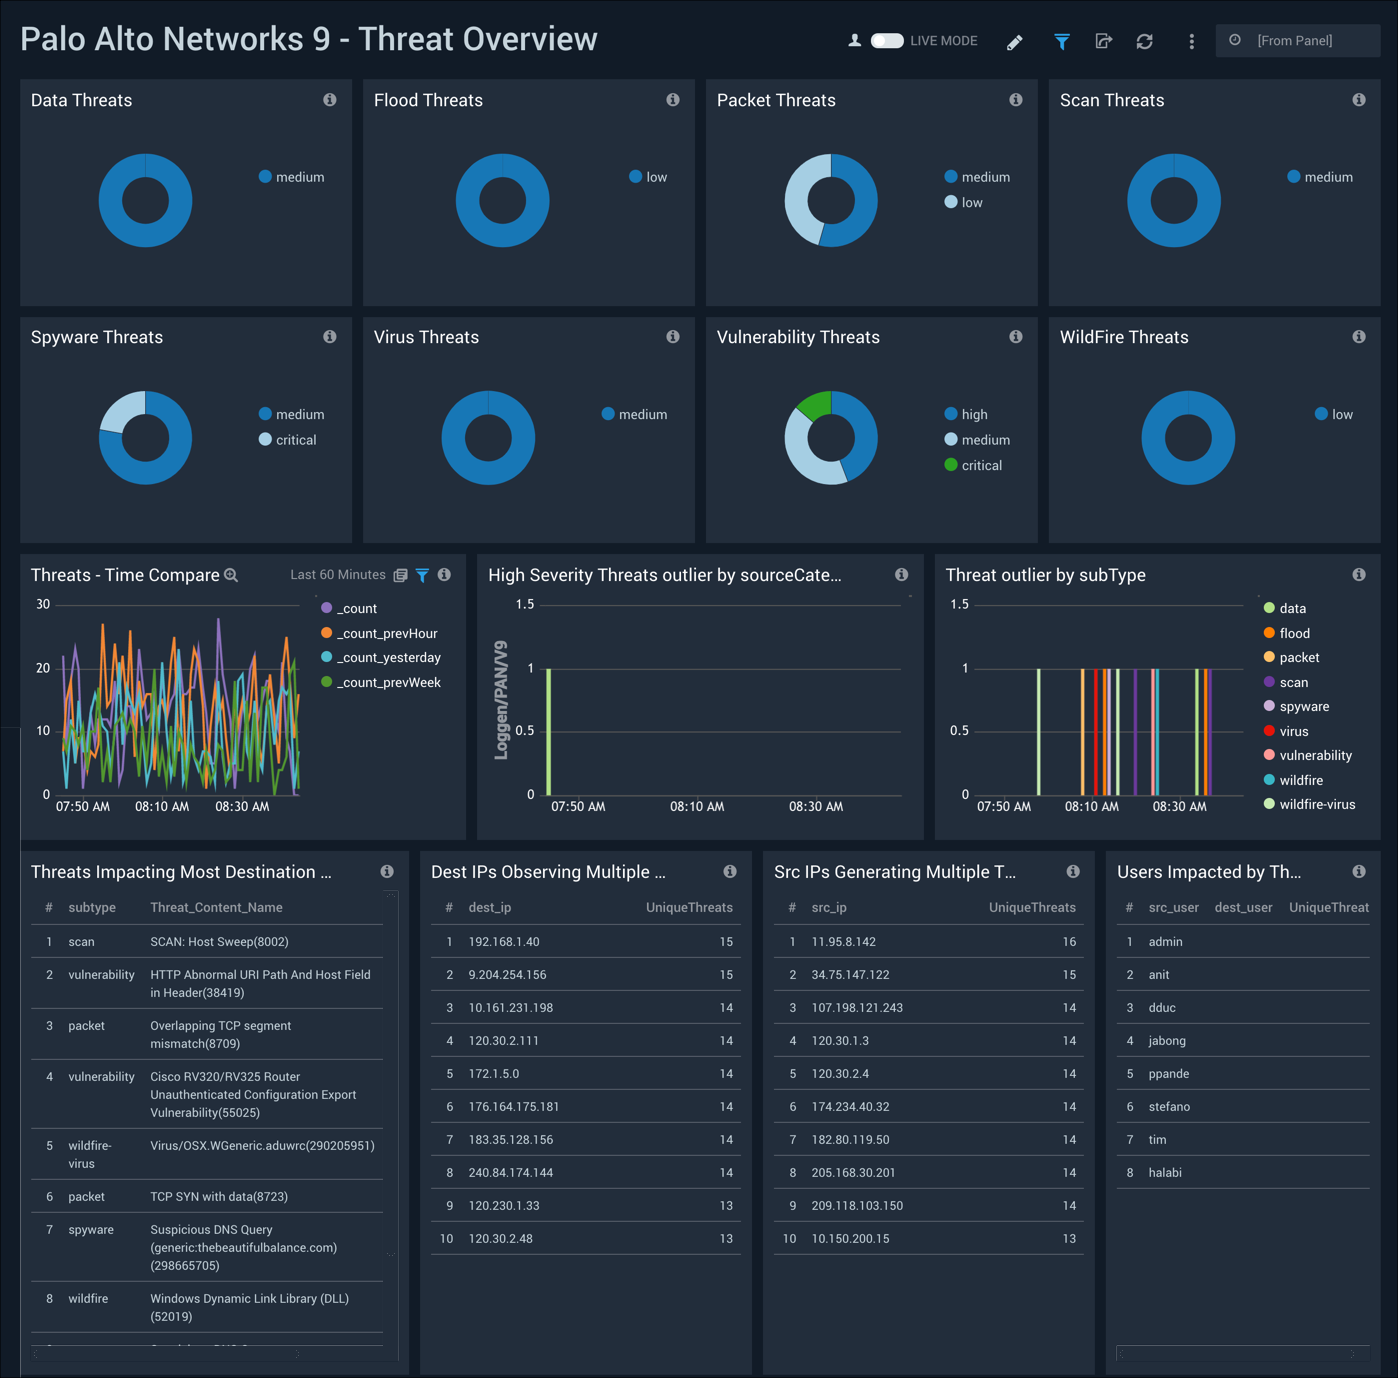 Palo Alto Networks 9 - Threat Overview
LIVE MODE
[From Panel]
Data Threats
medium
Flood Threats
low
Packet Threats
medium
low
Scan Threats
medium
Spyware Threats
medium
critical
Virus Threats
medium
Vulnerability Threats
high
medium
critical
WildFire Threats
low
Threats - Time Compare
Last 60 Minutes
30
20
10
0
07:50 AM
08:10 AM
08:30 AM
_count
_count_prevHour
_count_yesterday
_count_prevWeek
High Severity Threats outlier by sourceCate...
Loggen/PAN/V9
1.5
1
0.5
0
07:50 AM
08:10 AM
08:30 AM
Threat outlier by subType
1.5
1
0.5
0
07:50 AM
08:10 AM
08:30 AM
data
flood
packet
scan
spyware
virus
vulnerability
wildfire
wildfire-virus
Threats Impacting Most Destination ...
# subtype Threat_Content_Name
1 scan SCAN: Host Sweep(8002)
2 vulnerability HTTP Abnormal URI Path And Host Field
in Header(38419)
3 packet Overlapping TCP segment
mismatch(8709)
4 vulnerability Cisco RV320/RV325 Router
Unauthenticated Configuration Export
Vulnerability(55025)
5 wildfire- Virus/OSX.WGeneric.aduwrc(290205951)
virus
6 packet TCP SYN with data(8723)
7 spyware Suspicious DNS Query
(generic:thebeautifulbalance.com)
(298665705)
8 wildfire Windows Dynamic Link Library (DLL)
(52019)
Dest IPs Observing Multiple ...
# dest_ip UniqueThreats
1 192.168.1.40 15
2 9.204.254.156 15
3 10.161.231.198 14
4 120.30.2.111 14
5 172.1.5.0 14
6 176.164.175.181 14
7 183.35.128.156 14
8 240.84.174.144 14
9 120.230.1.33 13
10 120.30.2.48 13
Src IPs Generating Multiple T...
# src_ip UniqueThreats
1 11.95.8.142 16
2 34.75.147.122 15
3 107.198.121.243 14
4 120.30.1.3 14
5 120.30.2.4 14
6 174.234.40.32 14
7 182.80.119.50 14
8 205.168.30.201 14
9 209.118.103.150 14
10 10.150.200.15 13
Users Impacted by Th...
# src_user dest_user UniqueThreat
1 admin
2 anit
3 dduc
4 jabong
5 ppande
6 stefano
7 tim
8 halabi